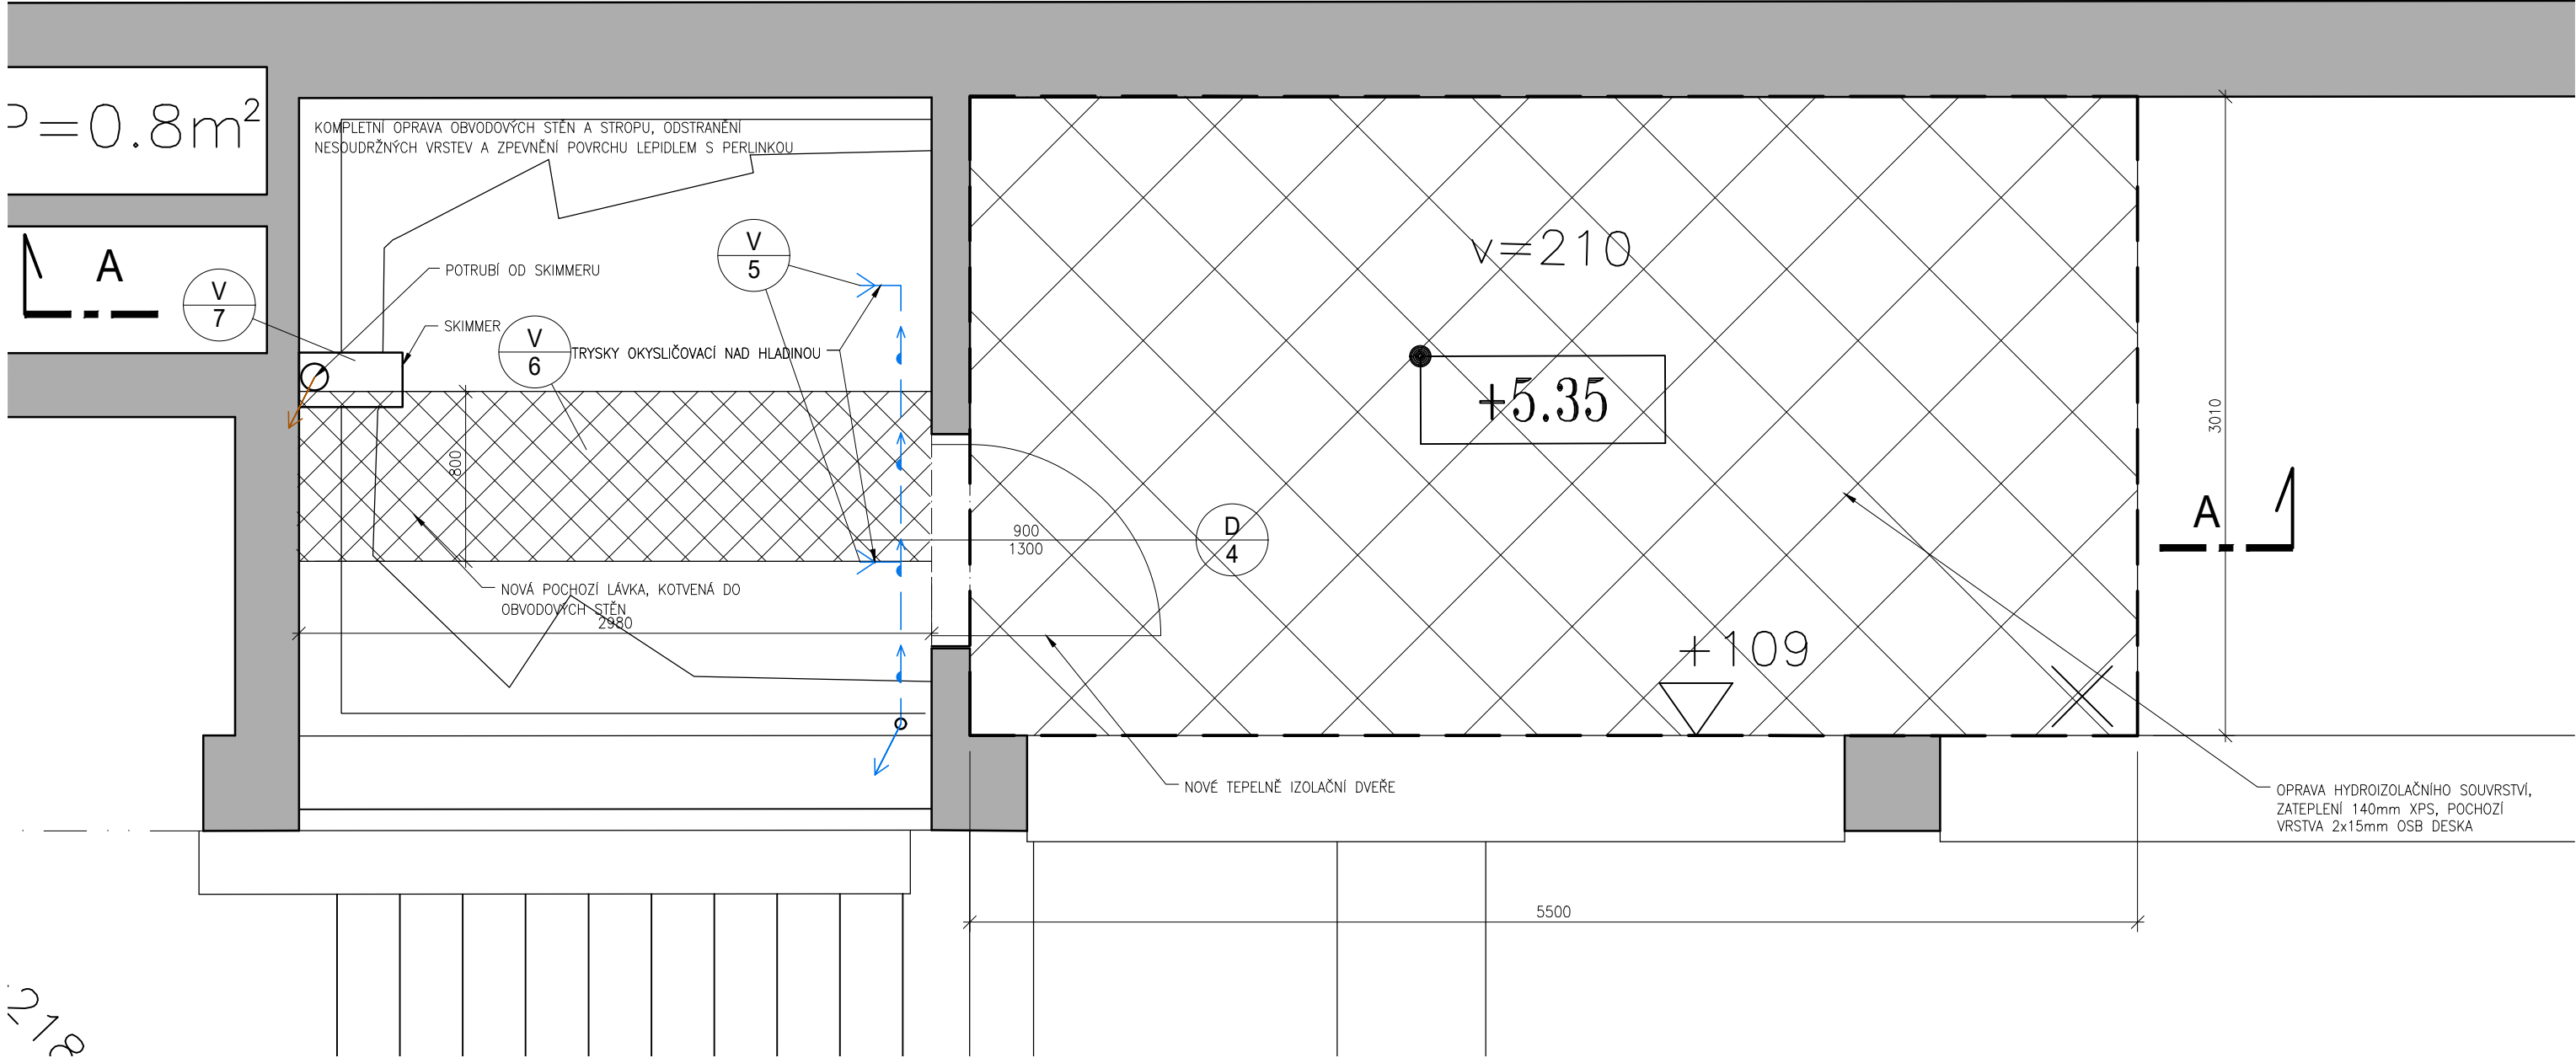 P=0.8m²
KOMPLETNÍ OPRAVA OBVODOVÝCH STĚN A STROPU, ODSTRANĚNÍ
NESOUDRŽNÝCH VRSTEV A ZPEVNĚNÍ POVRCHU LEPIDLEM S PERLINKOU
A
V
7
POTRUBÍ OD SKIMMERU
SKIMMER
V
5
V
6
TRYSKY OKYSLIČOVACÍ NAD HLADINOU
800
NOVÁ POCHOZÍ LÁVKA, KOTVENÁ DO
OBVODOVÝCH STĚN
2980
900
1300
D
4
v=210
+5.35
+109
3010
A
NOVÉ TEPELNĚ IZOLAČNÍ DVEŘE
OPRAVA HYDROIZOLAČNÍHO SOUVRSTVÍ,
ZATEPLENÍ 140mm XPS, POCHOZÍ
VRSTVA 2x15mm OSB DESKA
5500
218